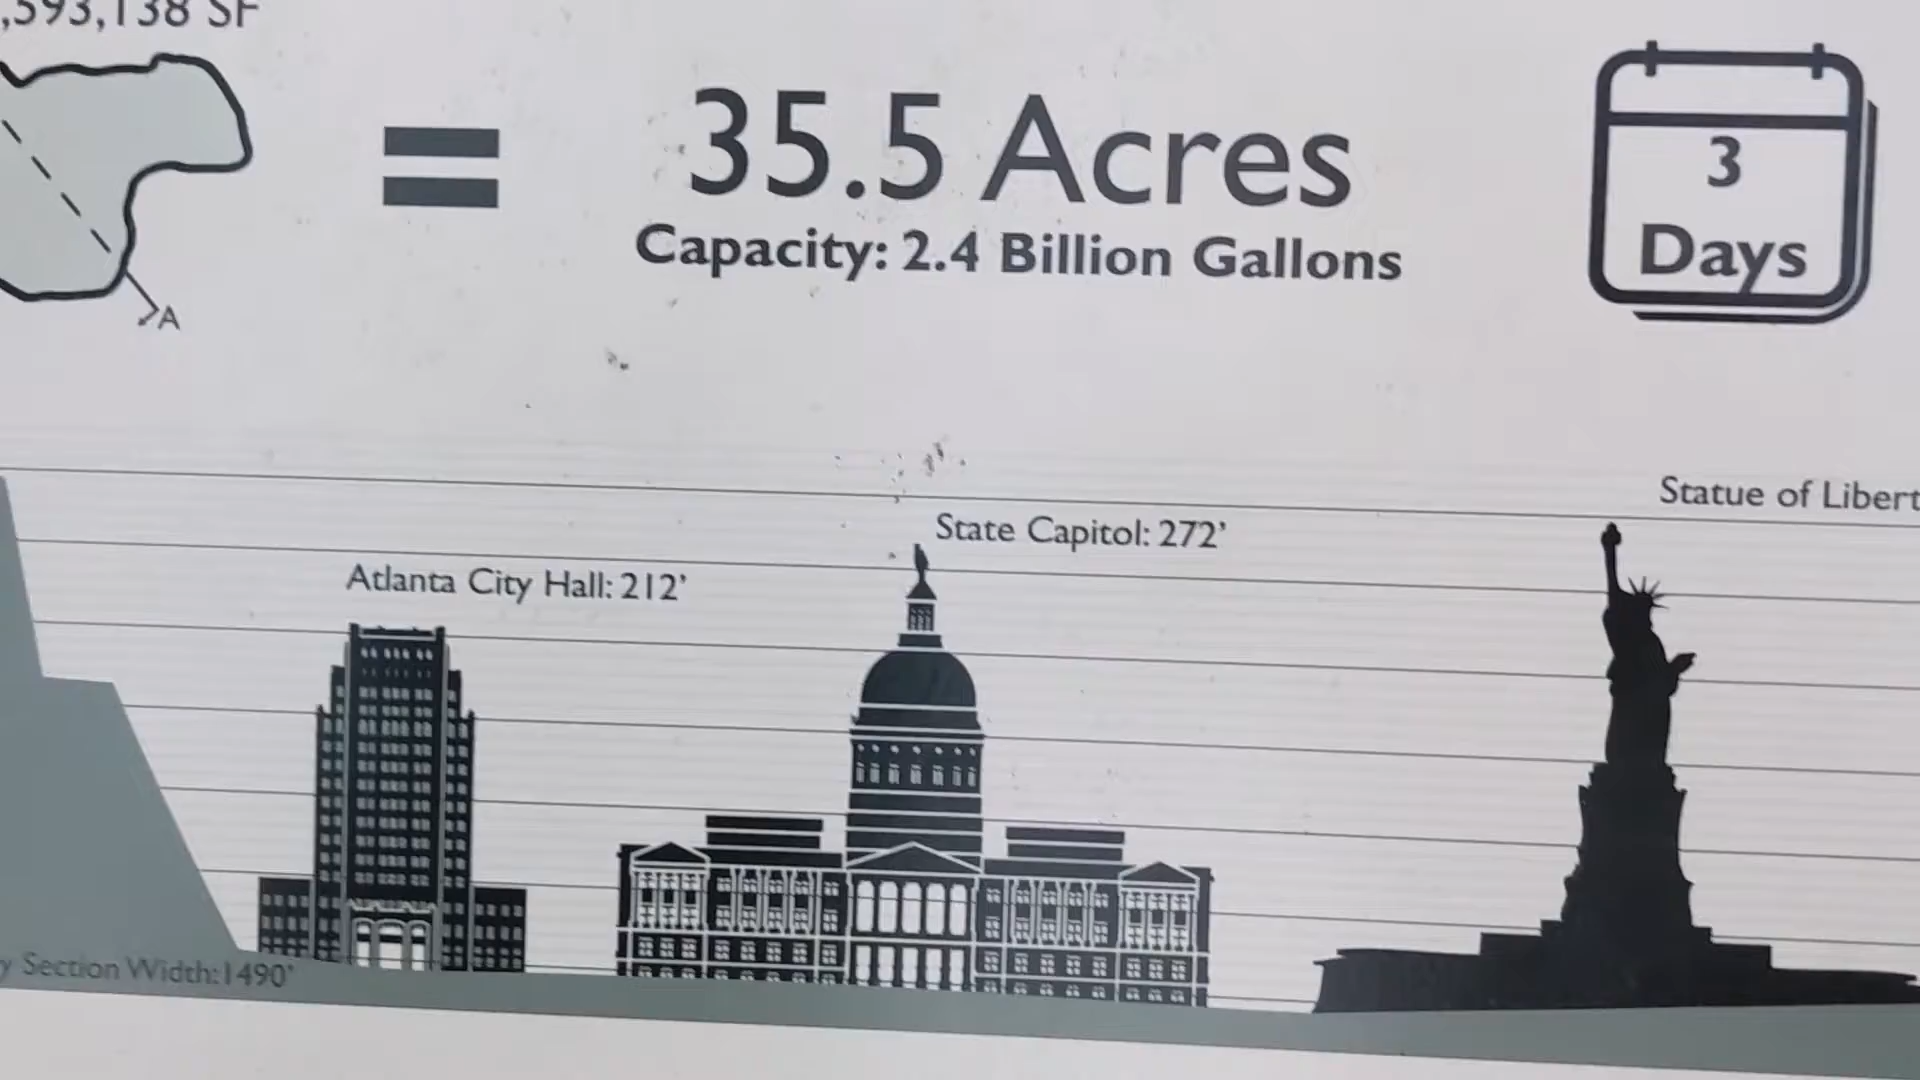 ,593,138 SF
35.5 Acres
Capacity: 2.4 Billion Gallons
3
Days
A
Statue of Libert
State Capitol: 272'
Atlanta City Hall: 212'
y Section Width:1490'